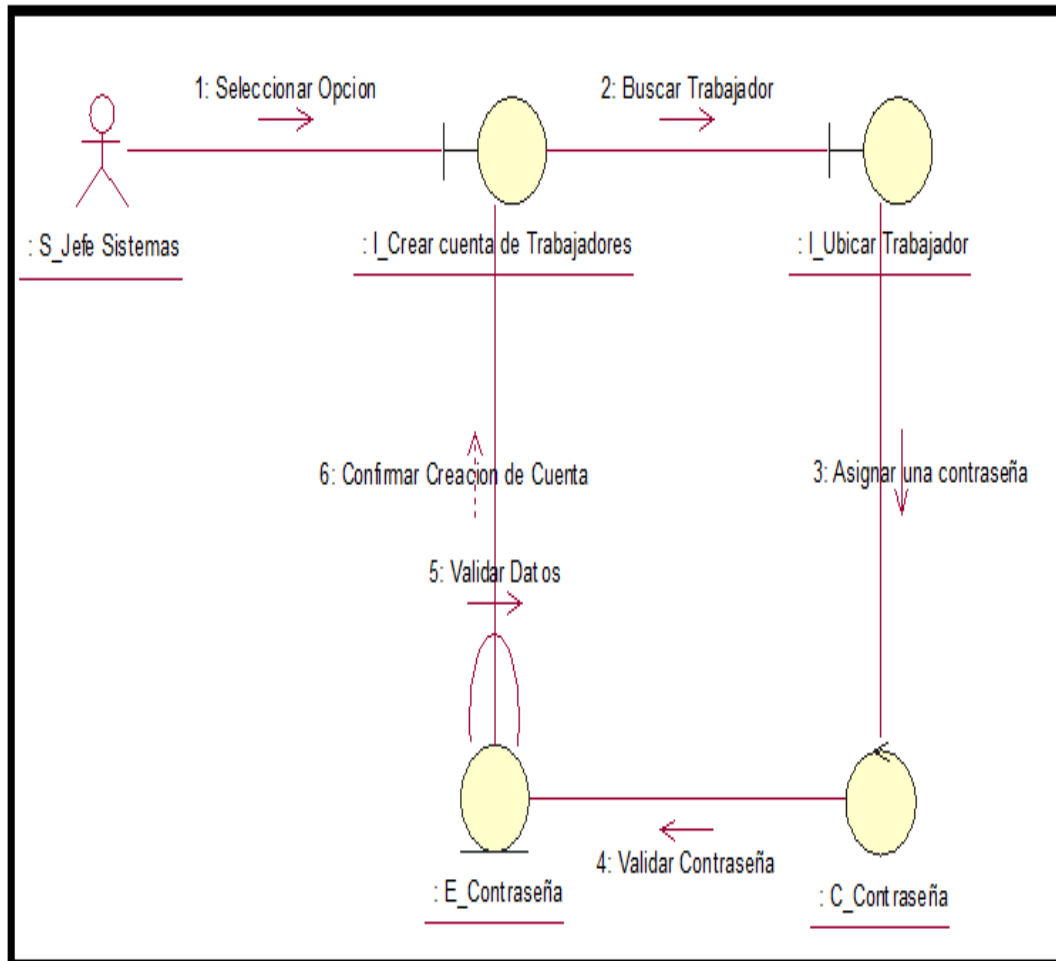 1: Seleccionar Opcion
2: Buscar Trabajador
: S_Jefe Sistemas
: I_Crear cuenta de Trabajadores
: I_Ubicar Trabajador
6: Confirmar Creacion de Cuenta
3: Asignar una contraseña
5: Validar Datos
4: Validar Contraseña
: E_Contraseña
: C_Contraseña